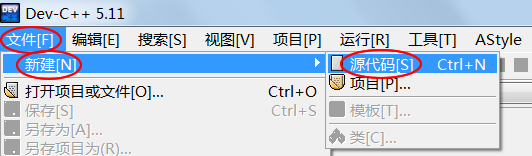 DEV C++ Dev-C++ 5.11
文件[F] 编辑[E] 搜索[S] 视图[V] 项目[P] 运行[R] 工具[T] AStyle
新建[N] 源代码[S] Ctrl+N
打开项目或文件[O]... Ctrl+O 项目[P]...
保存[S] Ctrl+S 模板[T]...
另存为[A]... 类[C]...
另存项目为(R)...